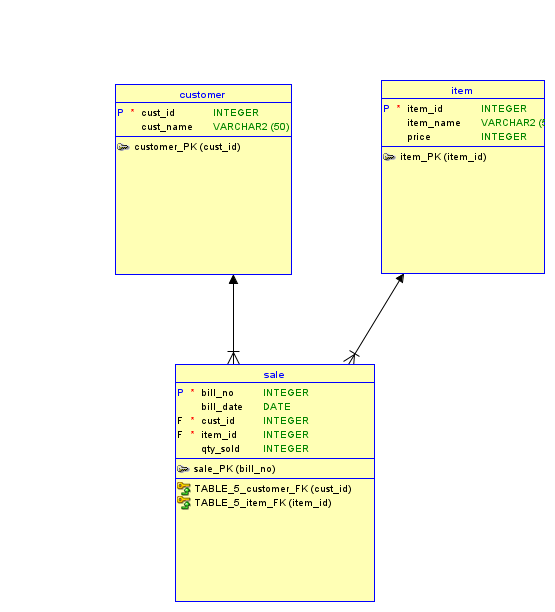 customer
P * cust_id INTEGER
cust_name VARCHAR2 (50)
customer_PK (cust_id)
item
P * item_id INTEGER
item_name VARCHAR2
price INTEGER
item_PK (item_id)
sale
P * bill_no INTEGER
bill_date DATE
F * cust_id INTEGER
F * item_id INTEGER
qty_sold INTEGER
sale_PK (bill_no)
TABLE_5_customer_FK (cust_id)
TABLE_5_item_FK (item_id)